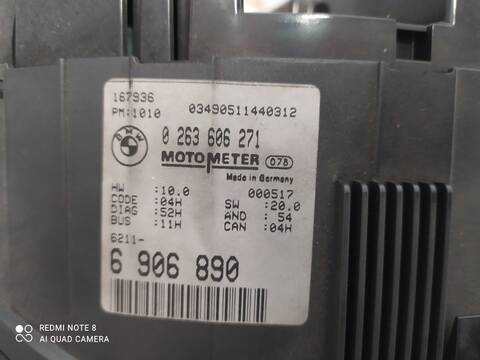 167936
PM:1010 03490511440312
BMW 0 263 606 271
MOTOMETER 078
Made in Germany
000517
HW :10.0 SW :20.0
CODE :04H AND : 54
DIAG :52H CAN :04H
BUS :11H
6211-
6 906 890
REDMI NOTE 8
AI QUAD CAMERA